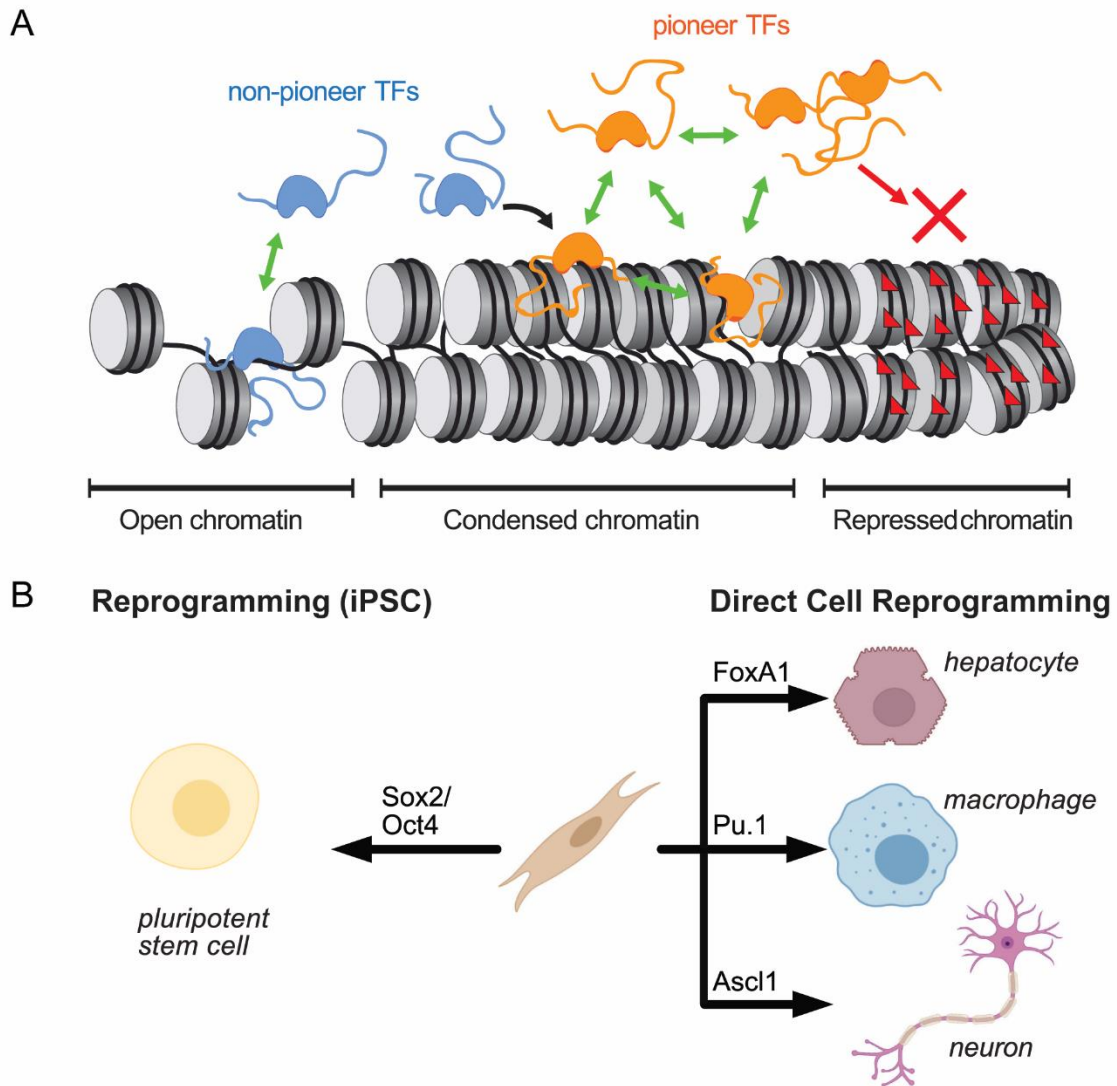 A
pioneer TFs
non-pioneer TFs
Open chromatin
Condensed chromatin
Repressed chromatin
B
Reprogramming (iPSC)
Direct Cell Reprogramming
FoxA1
hepatocyte
Sox2/
Oct4
Pu.1
macrophage
pluripotent
stem cell
Ascl1
neuron